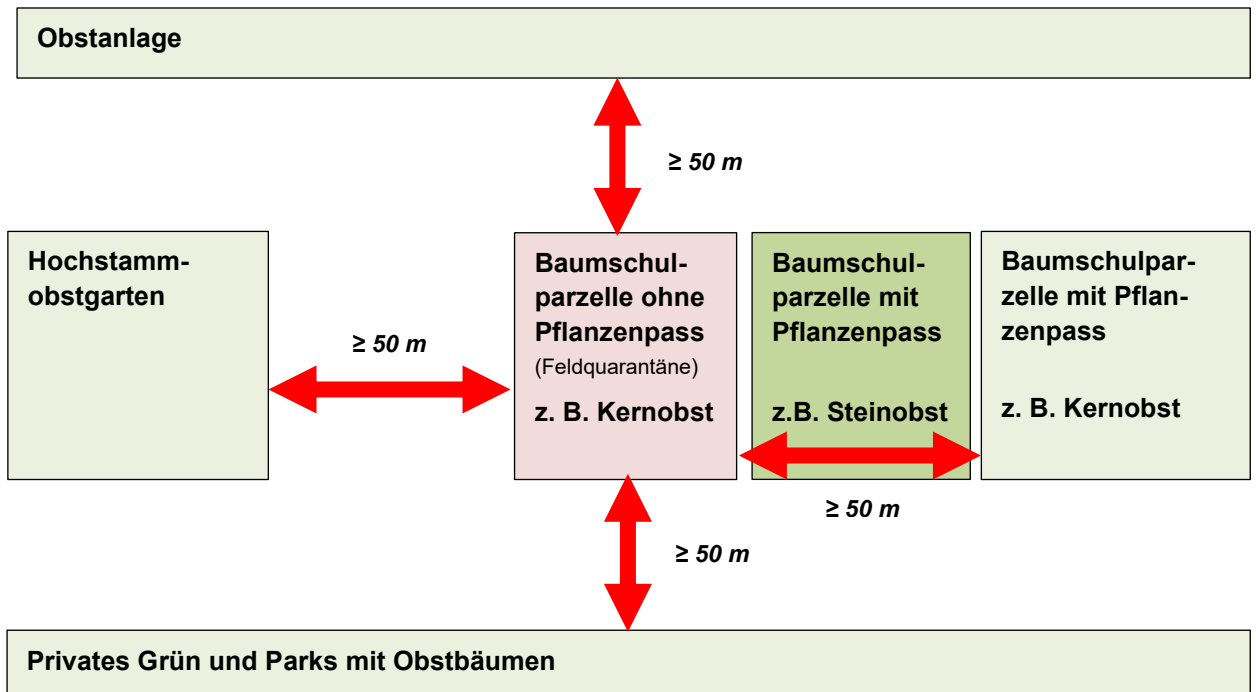 Obstanlage
≥ 50 m
Hochstamm-
obstgarten
≥ 50 m
Baumschul-
parzelle ohne
Pflanzenpass
(Feldquarantäne)
z. B. Kernobst
Baumschul-
parzelle mit
Pflanzenpass
z.B. Steinobst
≥ 50 m
Baumschulpar-
zelle mit Pflan-
zenpass
z. B. Kernobst
≥ 50 m
Privates Grün und Parks mit Obstbäumen